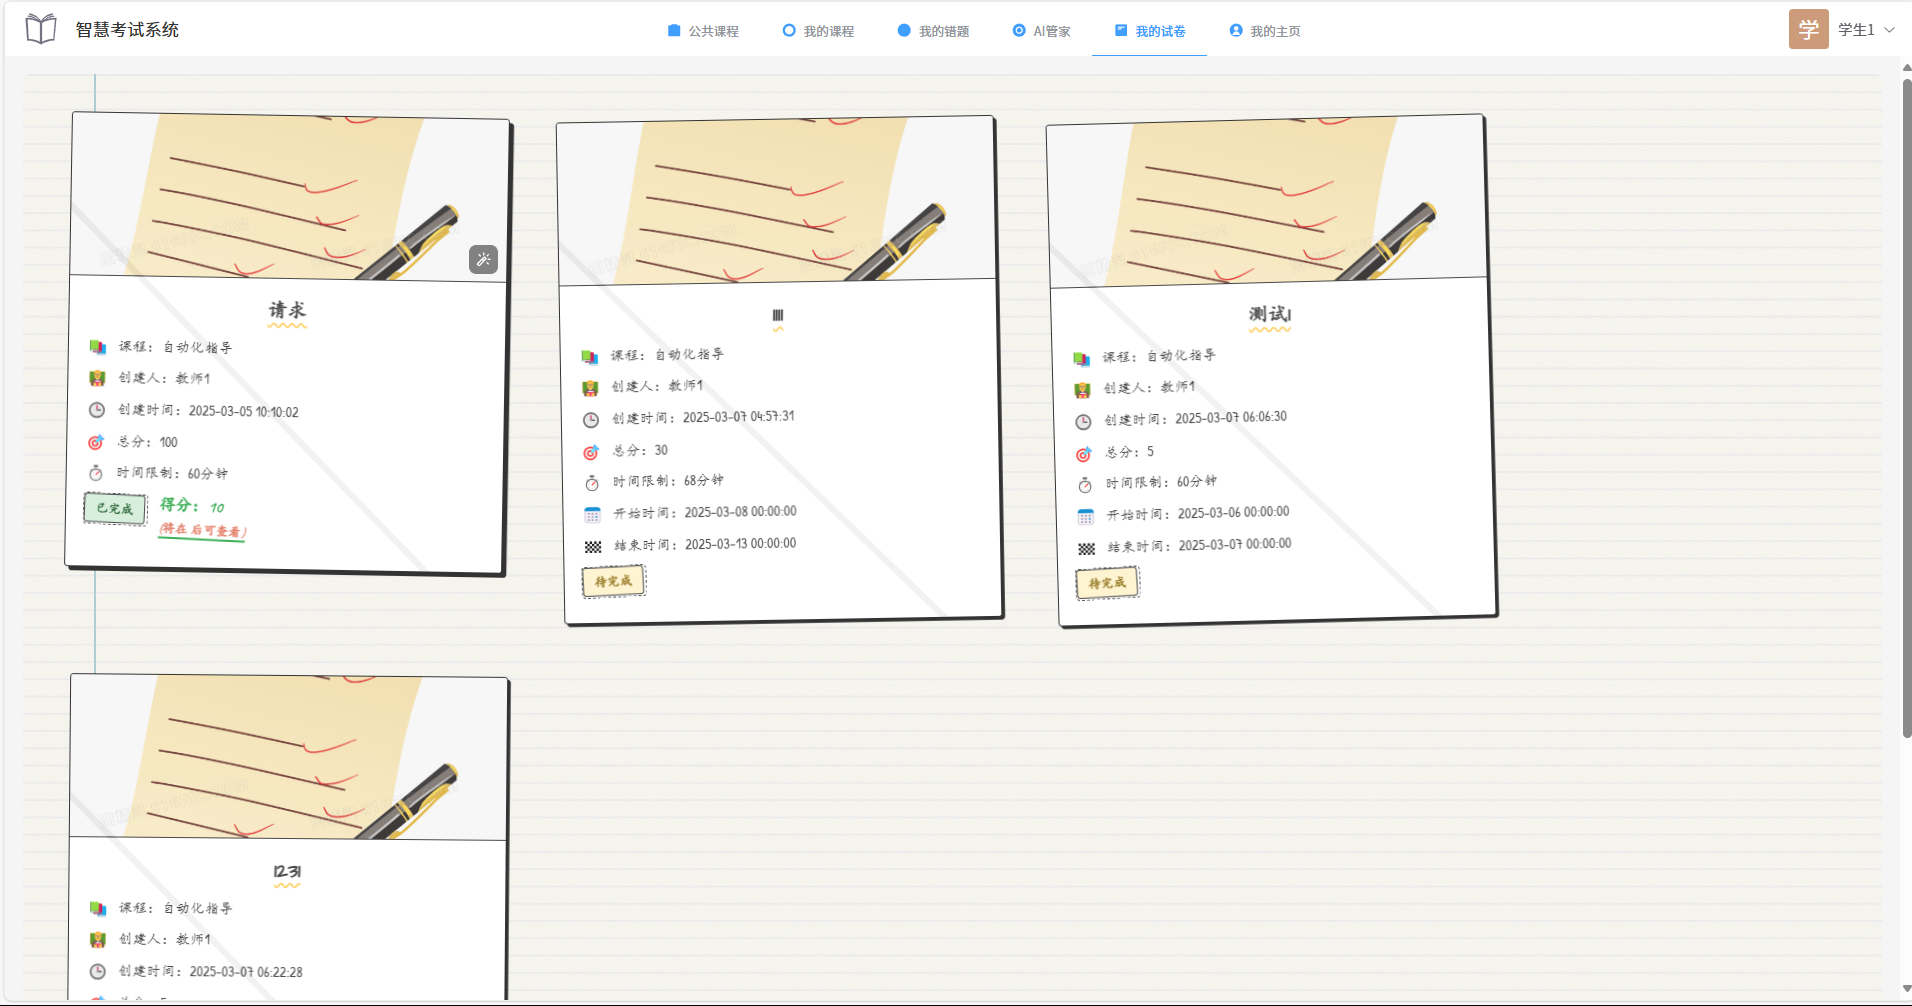 智慧考试系统
公共课程
我的课程
我的错题
AI管家
我的试卷
我的主页
学
学生1
请求
课程：自动化指导
创建人：教师1
创建时间：2025-03-05 10:10:02
总分：100
时间限制：60分钟
已完成
得分：10
(将在 后可查看)
1111
课程：自动化指导
创建人：教师1
创建时间：2025-03-07 04:57:31
总分：30
时间限制：68分钟
开始时间：2025-03-08 00:00:00
结束时间：2025-03-13 00:00:00
待完成
测试1
课程：自动化指导
创建人：教师1
创建时间：2025-03-07 06:06:30
总分：5
时间限制：60分钟
开始时间：2025-03-06 00:00:00
结束时间：2025-03-07 00:00:00
待完成
1231
课程：自动化指导
创建人：教师1
创建时间：2025-03-07 06:22:28